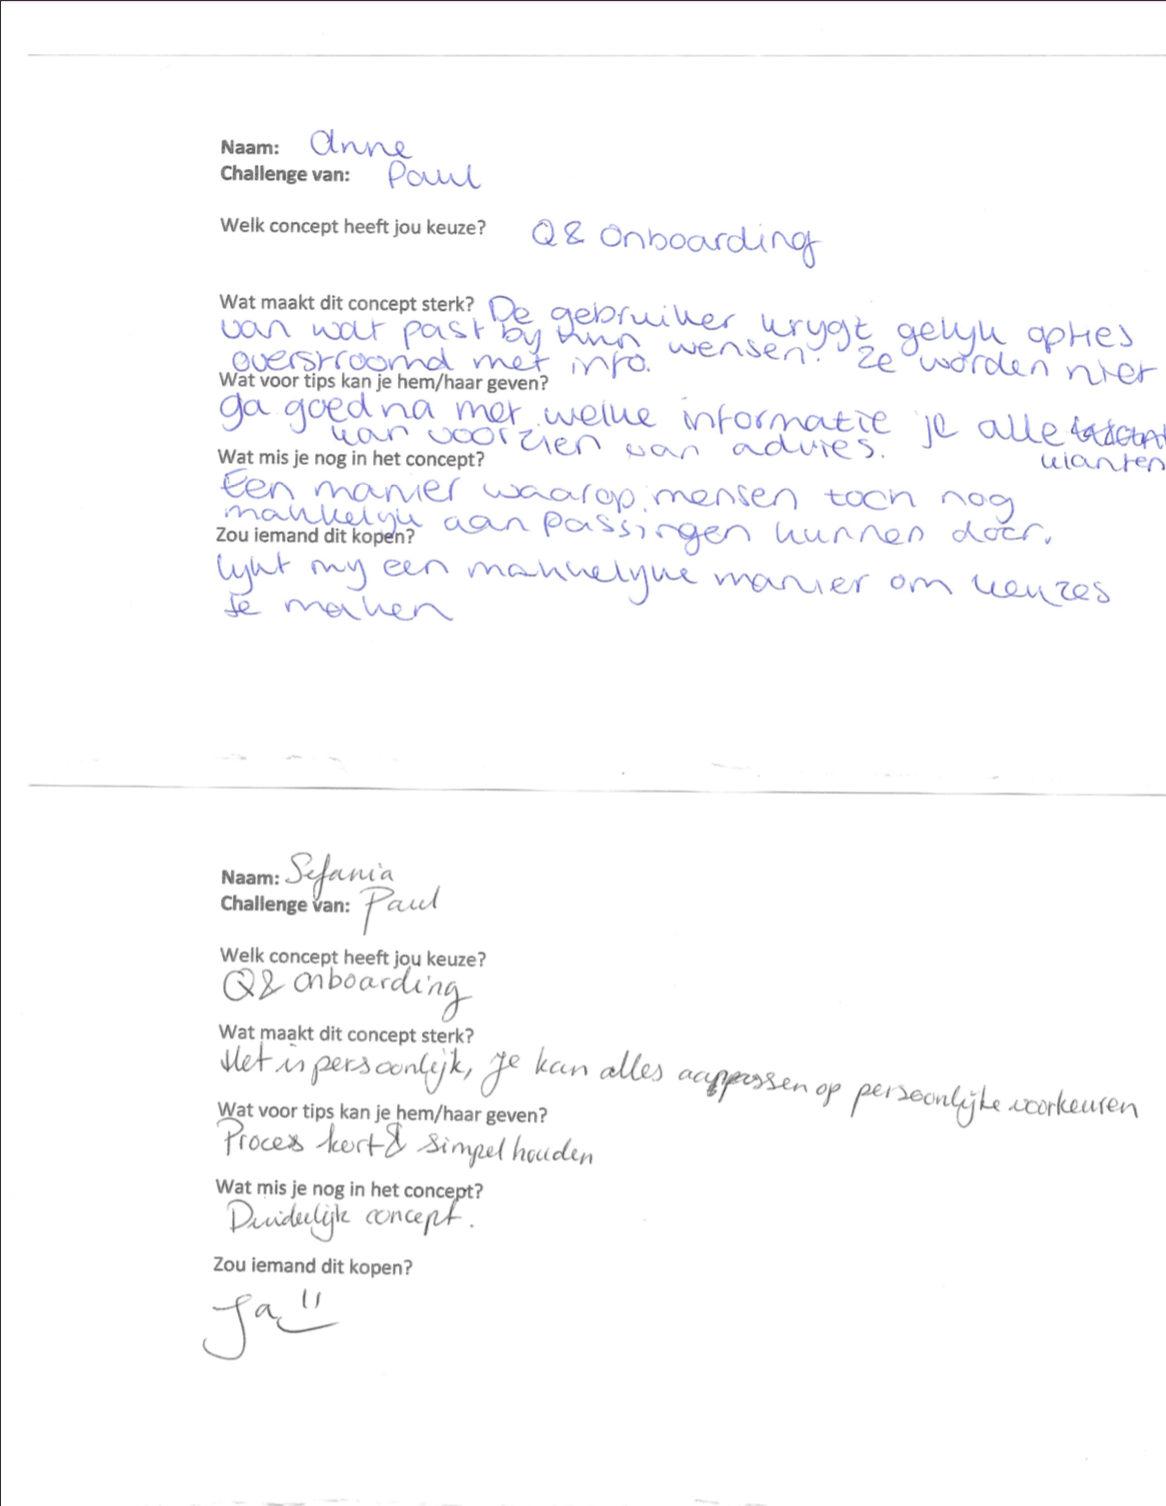 Naam: Anne
Challenge van: Paul
Welk concept heeft jou keuze? Q& Onboarding
Wat maakt dit concept sterk? De gebruiker krygt gelyk opties
van wat past by hun wensen. Ze worden niet
overstroomd met info.
Wat voor tips kan je hem/haar geven?
Ga goed na met welke informatie je alle
klanten
kan voorzien van advies.
Wat mis je nog in het concept?
Een manier waarop mensen toch nog
makkelyk aanpassingen kunnen doen.
Zou iemand dit kopen?
lykt my een makkelyke manier om keuzes
te maken
Naam: Sefania
Challenge van: Paul
Welk concept heeft jou keuze?
Q& onboarding
Wat maakt dit concept sterk?
Het is persoonlijk, je kan alles aappassen op persoonlijke voorkeuren
Wat voor tips kan je hem/haar geven?
Proces kort & simpel houden
Wat mis je nog in het concept?
Duidelijk concept.
Zou iemand dit kopen?
Ja